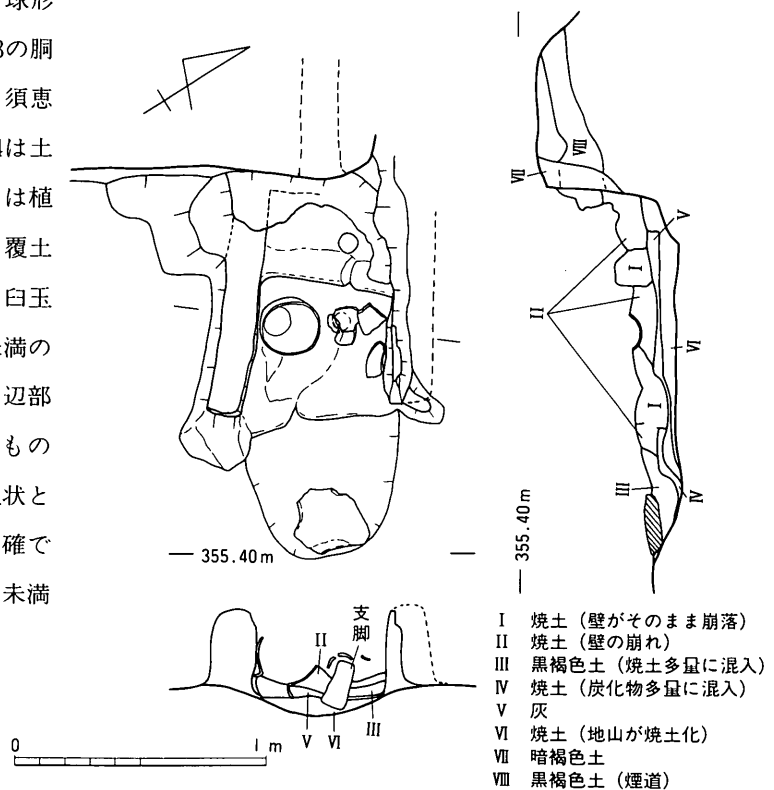 球形
の胴
須恵
は土
は植
覆土
臼玉
満の
辺部
もの
状と
確で
未満
VIII
VII
V
I
II
VI
I
III
IV
355.40m
355.40m
支脚
II
V
VI
III
0
1 m
I 焼土（壁がそのまま崩落）
II 焼土（壁の崩れ）
III 黒褐色土（焼土多量に混入）
IV 焼土（炭化物多量に混入）
V 灰
VI 焼土（地山が焼土化）
VII 暗褐色土
VIII 黒褐色土（煙道）